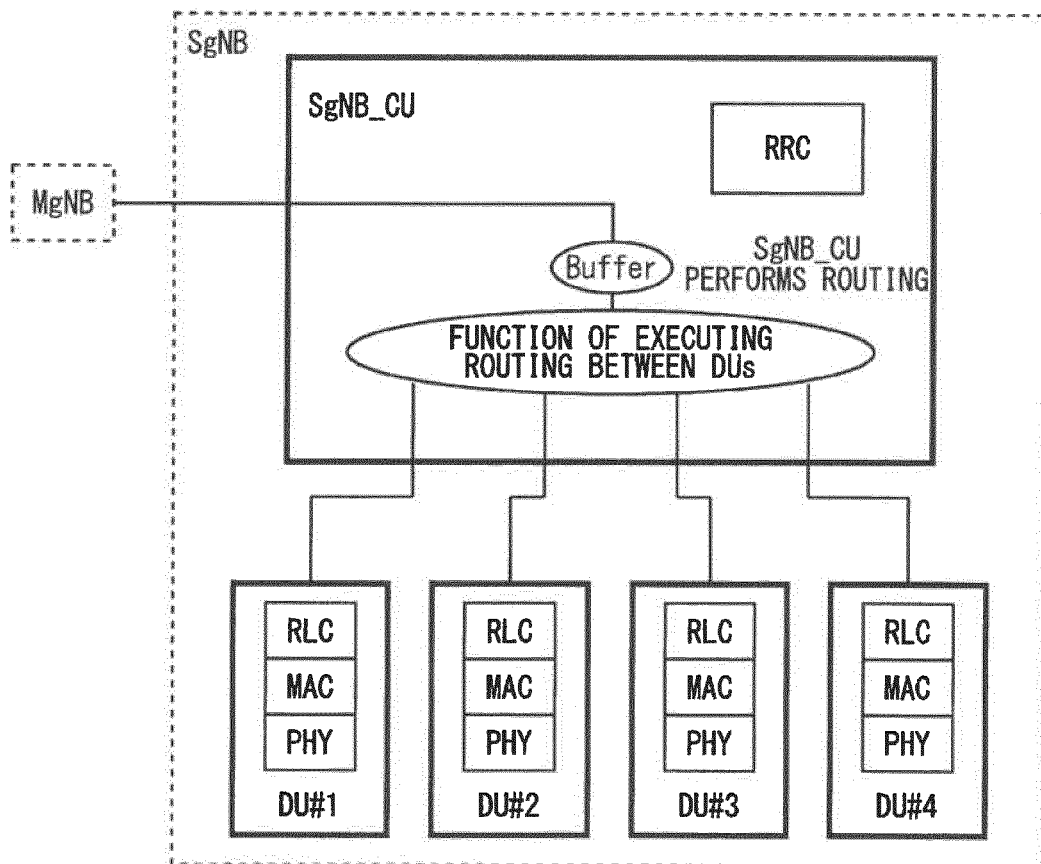 SgNB
SgNB_CU
RRC
MgNB
Buffer
SgNB_CU
PERFORMS ROUTING
FUNCTION OF EXECUTING
ROUTING BETWEEN DUs
RLC
MAC
PHY
DU#1
RLC
MAC
PHY
DU#2
RLC
MAC
PHY
DU#3
RLC
MAC
PHY
DU#4